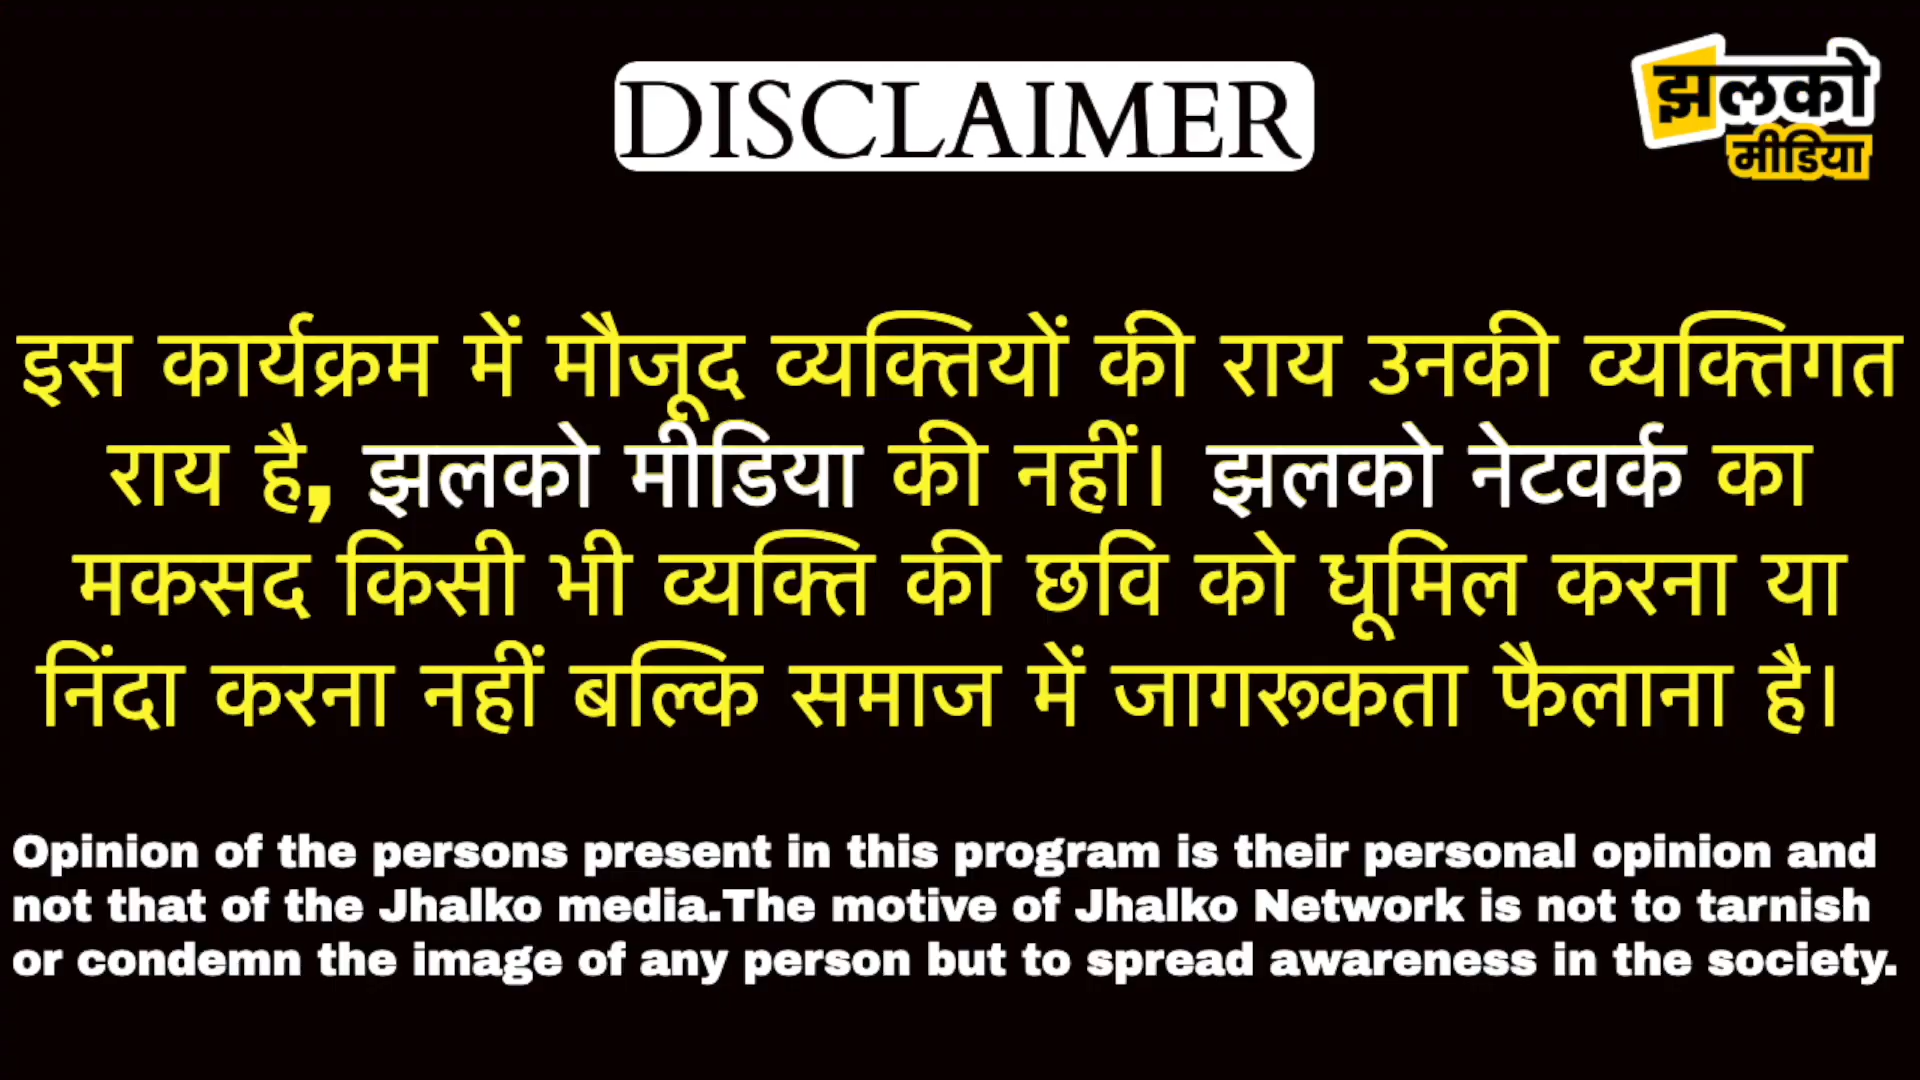 DISCLAIMER
झलको
मीडिया
इस कार्यक्रम में मौजूद व्यक्तियों की राय उनकी व्यक्तिगत
राय है, झलको मीडिया की नहीं। झलको नेटवर्क का
मकसद किसी भी व्यक्ति की छवि को धूमिल करना या
निंदा करना नहीं बल्कि समाज में जागरूकता फैलाना है।
Opinion of the persons present in this program is their personal opinion and
not that of the Jhalko media.The motive of Jhalko Network is not to tarnish
or condemn the image of any person but to spread awareness in the society.